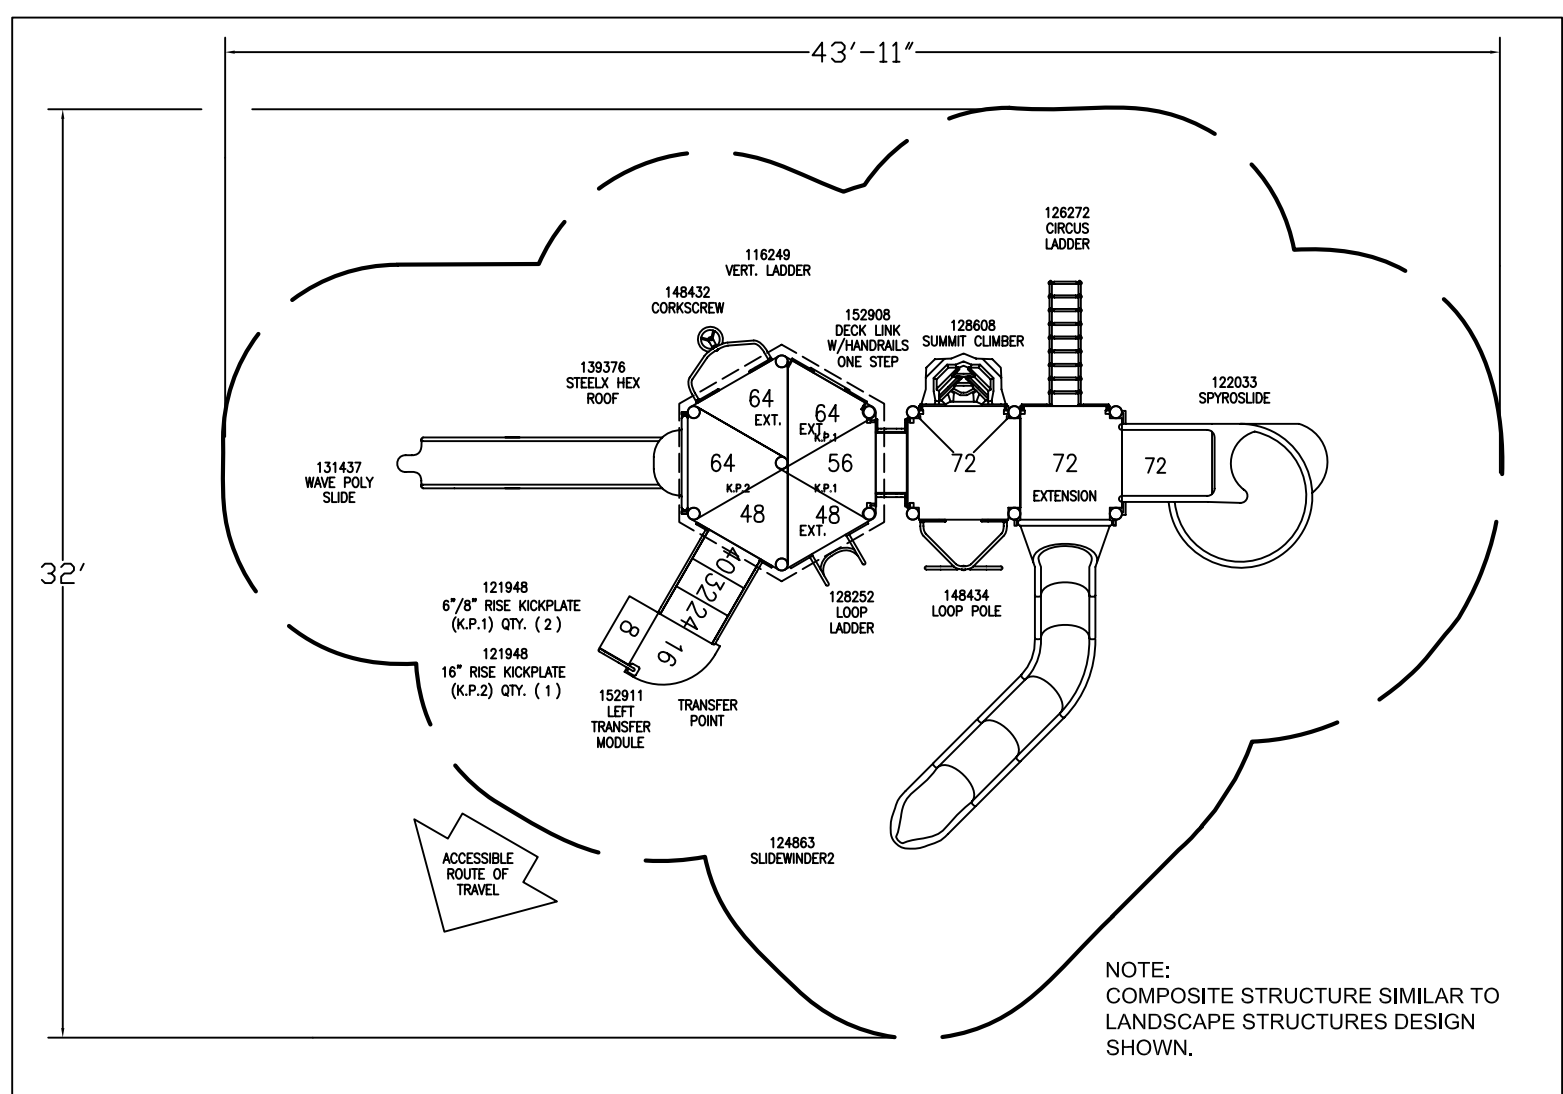 43'-11"
32'
126272
CIRCUS
LADDER
116249
VERT. LADDER
148432
CORKSCREW
152908
DECK LINK
W/HANDRAILS
ONE STEP
128608
SUMMIT CLIMBER
139376
STEELX HEX
ROOF
122033
SPYROSLIDE
131437
WAVE POLY
SLIDE
64
EXT.
64
EXT.
K.P.1
64
K.P.2
56
K.P.1
48
48
EXT.
72
72
EXTENSION
72
40
32
24
16
8
121948
6"/8" RISE KICKPLATE
(K.P.1) QTY. ( 2 )
121948
16" RISE KICKPLATE
(K.P.2) QTY. ( 1 )
128252
LOOP
LADDER
148434
LOOP POLE
152911
LEFT
TRANSFER
MODULE
TRANSFER
POINT
124863
SLIDEWINDER2
ACCESSIBLE
ROUTE OF
TRAVEL
NOTE:
COMPOSITE STRUCTURE SIMILAR TO
LANDSCAPE STRUCTURES DESIGN
SHOWN.